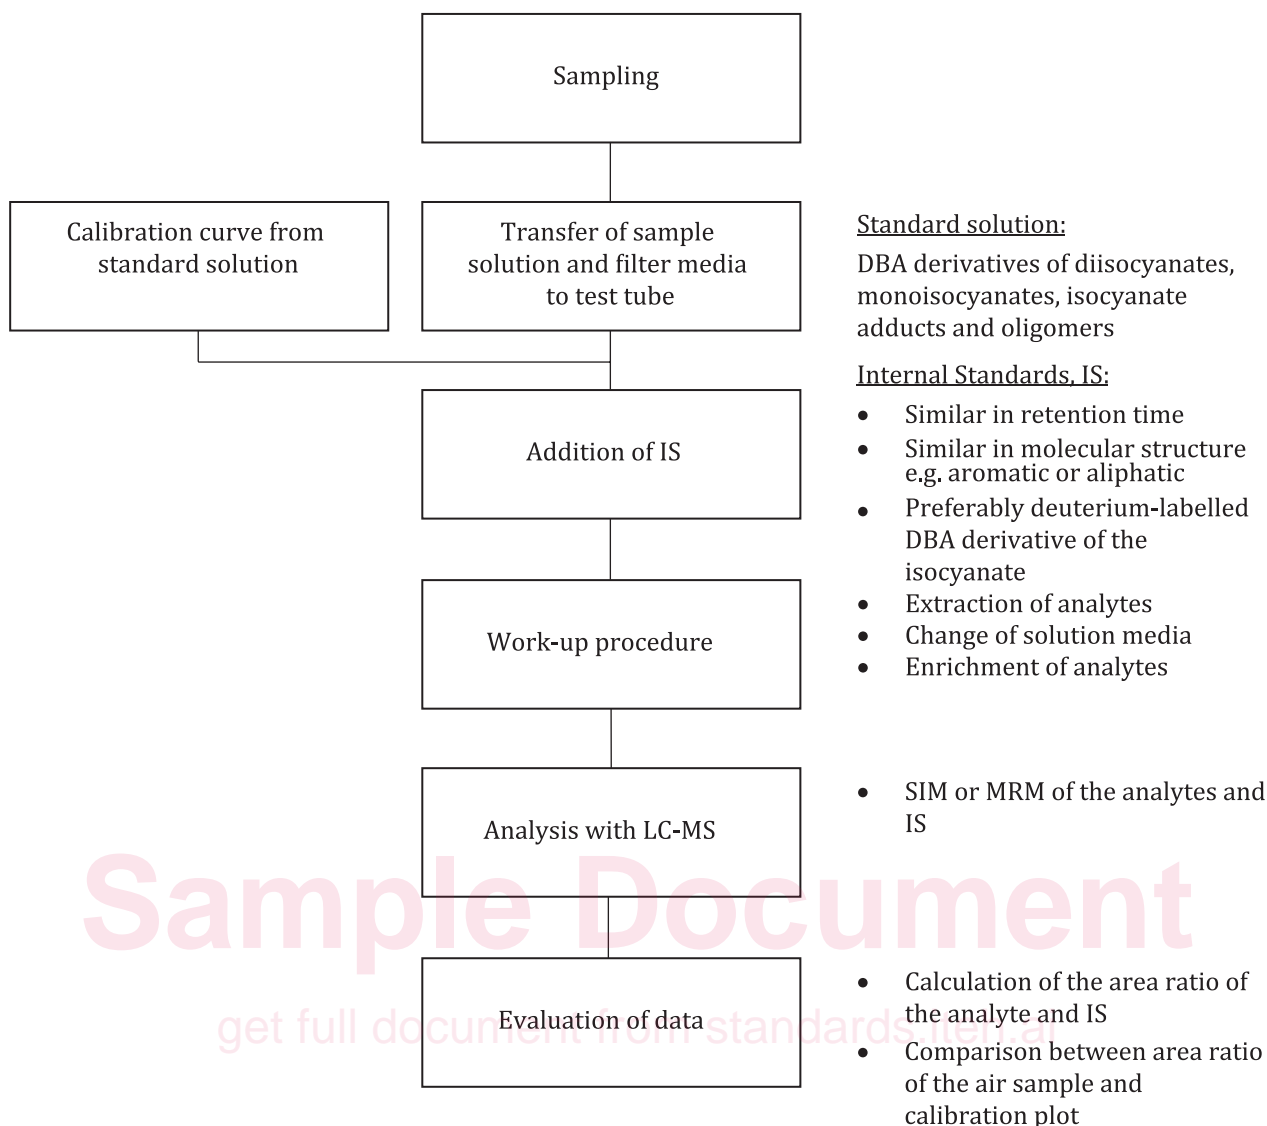 Sampling
Calibration curve from
standard solution
Transfer of sample
solution and filter media
to test tube
Standard solution:
DBA derivatives of diisocyanates,
monoisocyanates, isocyanate
adducts and oligomers
Internal Standards, IS:
• Similar in retention time
Addition of IS
• Similar in molecular structure
e.g. aromatic or aliphatic
• Preferably deuterium-labelled
DBA derivative of the
isocyanate
• Extraction of analytes
Work-up procedure
• Change of solution media
• Enrichment of analytes
Analysis with LC-MS
• SIM or MRM of the analytes and
IS
Sample Document
Evaluation of data
• Calculation of the area ratio of
the analyte and IS
get full document from standards.iteh.ai
• Comparison between area ratio
of the air sample and
calibration plot